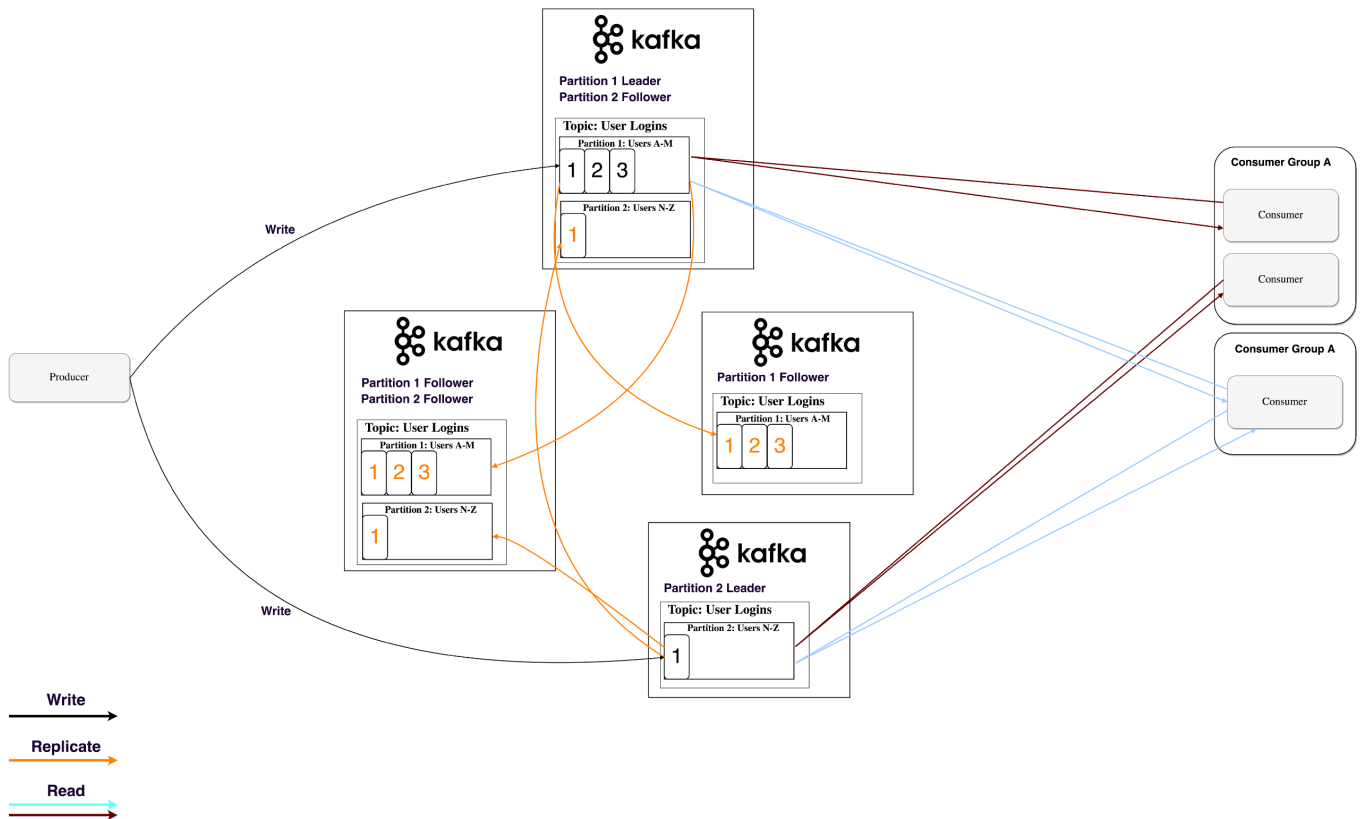 kafka
Partition 1 Leader
Partition 2 Follower
Topic: User Logins
Partition 1: Users A-M
1 2 3
Partition 2: Users N-Z
1
Write
Consumer Group A
Consumer
Consumer
Consumer Group A
Consumer
Producer
kafka
Partition 1 Follower
Partition 2 Follower
Topic: User Logins
Partition 1: Users A-M
1 2 3
Partition 2: Users N-Z
1
kafka
Partition 1 Follower
Topic: User Logins
Partition 1: Users A-M
1 2 3
kafka
Partition 2 Leader
Topic: User Logins
Partition 2: Users N-Z
1
Write
Write
Replicate
Read